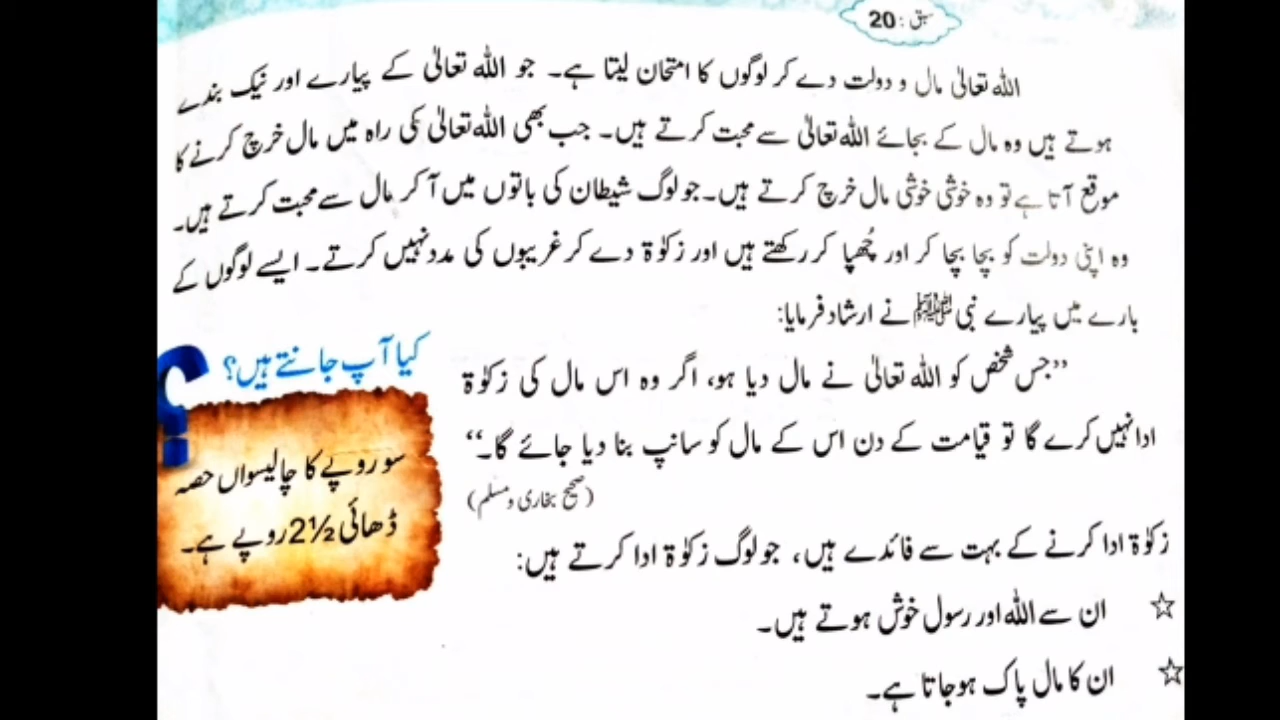 سبق: 20
اللہ تعالیٰ مال و دولت دے کر لوگوں کا امتحان لیتا ہے۔ جو اللہ تعالیٰ کے پیارے اور نیک بندے
ہوتے ہیں وہ مال کے بجائے اللہ تعالیٰ سے محبت کرتے ہیں۔ جب بھی اللہ تعالیٰ کی راہ میں مال خرچ کرنے کا
موقع آتا ہے تو وہ خوشی خوشی مال خرچ کرتے ہیں۔ جو لوگ شیطان کی باتوں میں آ کر مال سے محبت کرتے ہیں۔
وہ اپنی دولت کو بچا بچا کر اور چُھپا کر رکھتے ہیں اور زکوٰۃ دے کر غریبوں کی مدد نہیں کرتے۔ ایسے لوگوں کے
بارے میں پیارے نبی ﷺ نے ارشاد فرمایا:
”جس شخص کو اللہ تعالیٰ نے مال دیا ہو، اگر وہ اس مال کی زکوٰۃ
ادا نہیں کرے گا تو قیامت کے دن اس کے مال کو سانپ بنا دیا جائے گا۔“
(صحیح بخاری و مسلم)
کیا آپ جانتے ہیں؟
؟
سو روپے کا چالیسواں حصہ
ڈھائی 2½ روپے ہے۔
زکوٰۃ ادا کرنے کے بہت سے فائدے ہیں، جو لوگ زکوٰۃ ادا کرتے ہیں:
☆ ان سے اللہ اور رسول خوش ہوتے ہیں۔
☆ ان کا مال پاک ہو جاتا ہے۔